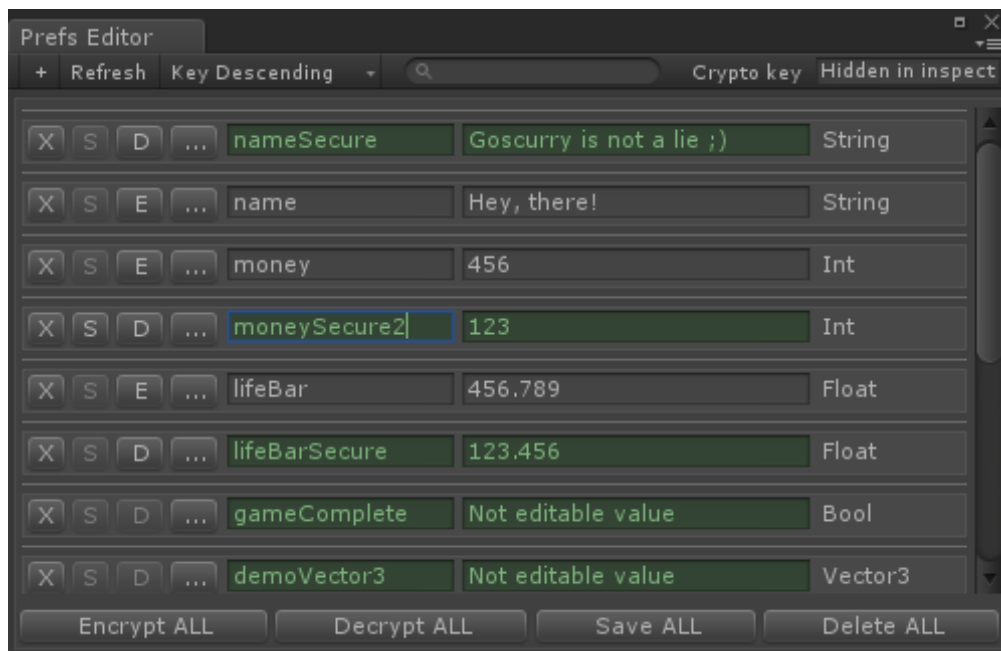 Prefs Editor
+ Refresh Key Descending Crypto key Hidden in inspect
X S D ... nameSecure Goscurry is not a lie ;) String
X S E ... name Hey, there! String
X S E ... money 456 Int
X S D ... moneySecure2 123 Int
X S E ... lifeBar 456.789 Float
X S D ... lifeBarSecure 123.456 Float
X S D ... gameComplete Not editable value Bool
X S D ... demoVector3 Not editable value Vector3
Encrypt ALL Decrypt ALL Save ALL Delete ALL